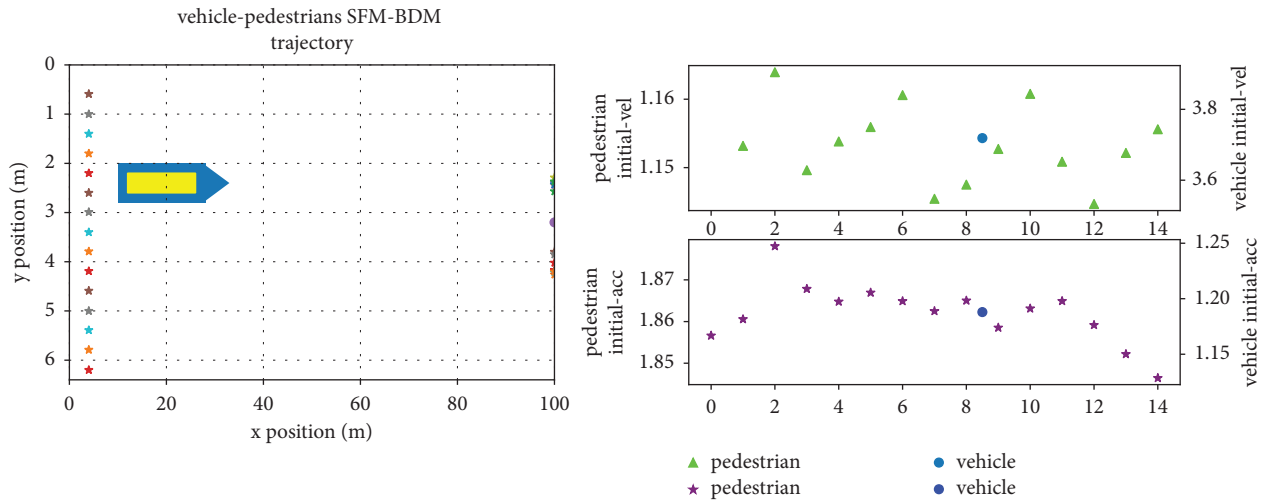 vehicle-pedestrians SFM-BDM
trajectory
0
1
2
3
4
5
6
y position (m)
0
20
40
60
80
100
x position (m)
1.16
1.15
pedestrian
initial-vel
3.8
3.6
vehicle initial-vel
0
2
4
6
8
10
12
14
1.87
1.86
1.85
pedestrian
initial-acc
1.25
1.20
1.15
vehicle initial-acc
0
2
4
6
8
10
12
14
pedestrian
vehicle
pedestrian
vehicle